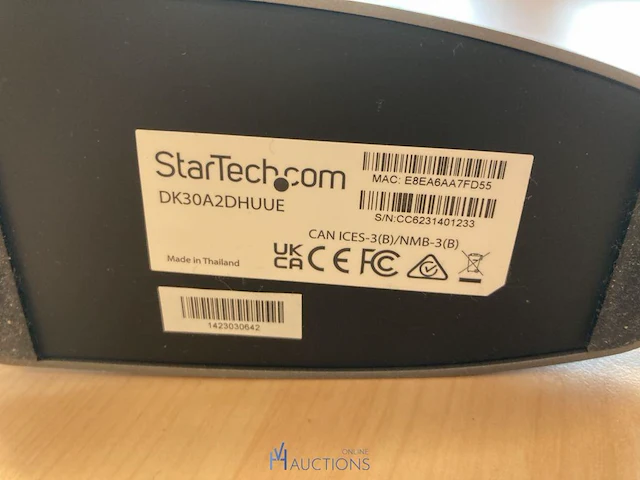 StarTech.com
DK30A2DHUUE
MAC: E8EA6AA7FD55
S/N:CC6231401233
CAN ICES-3(B)/NMB-3(B)
Made in Thailand
UK
CA CE FC
1423030642
V4 ONLINE
AUCTIONS